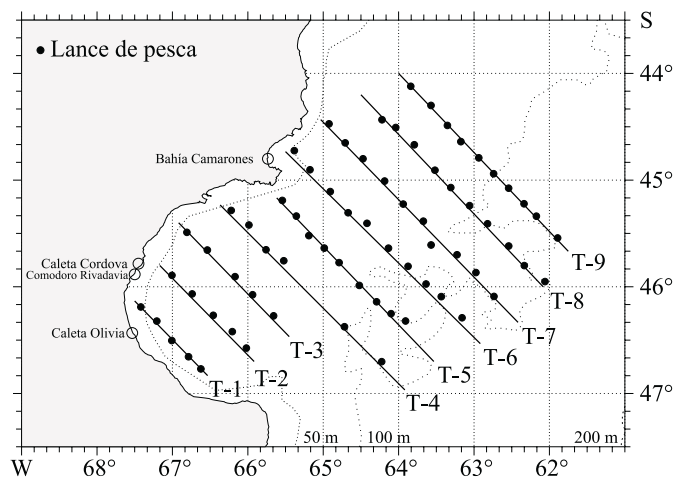 S
Lance de pesca
44°
Bahía Camarones
45°
T-9
Caleta Cordova
Comodoro Rivadavia
46°
T-8
Caleta Olivia
T-7
T-3
T-6
T-2
T-5
T-1
T-4
47°
50 m
100 m
200 m
W
68°
67°
66°
65°
64°
63°
62°